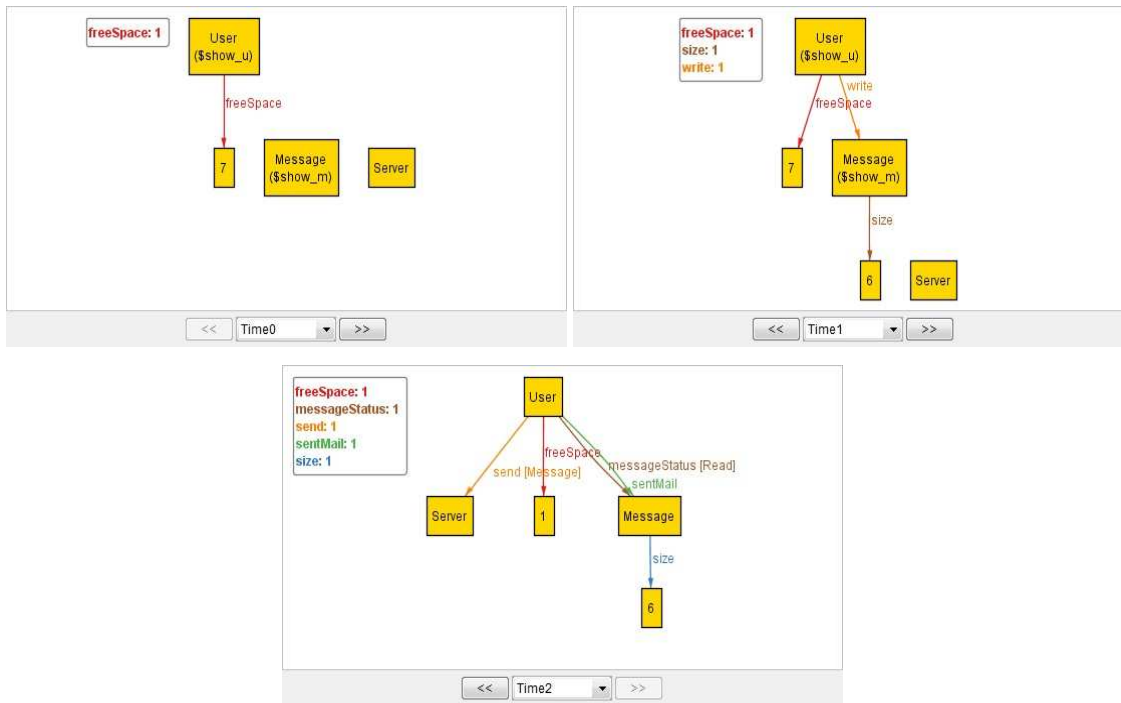 freeSpace: 1
User
($show_u)
freeSpace
7
Message
($show_m)
Server
<<
Time0
>>
freeSpace: 1
size: 1
write: 1
User
($show_u)
write
freeSpace
7
Message
($show_m)
size
6
Server
<<
Time1
>>
freeSpace: 1
messageStatus: 1
send: 1
sentMail: 1
size: 1
User
freeSpace
messageStatus [Read]
send [Message]
sentMail
Server
1
Message
size
6
<<
Time2
>>